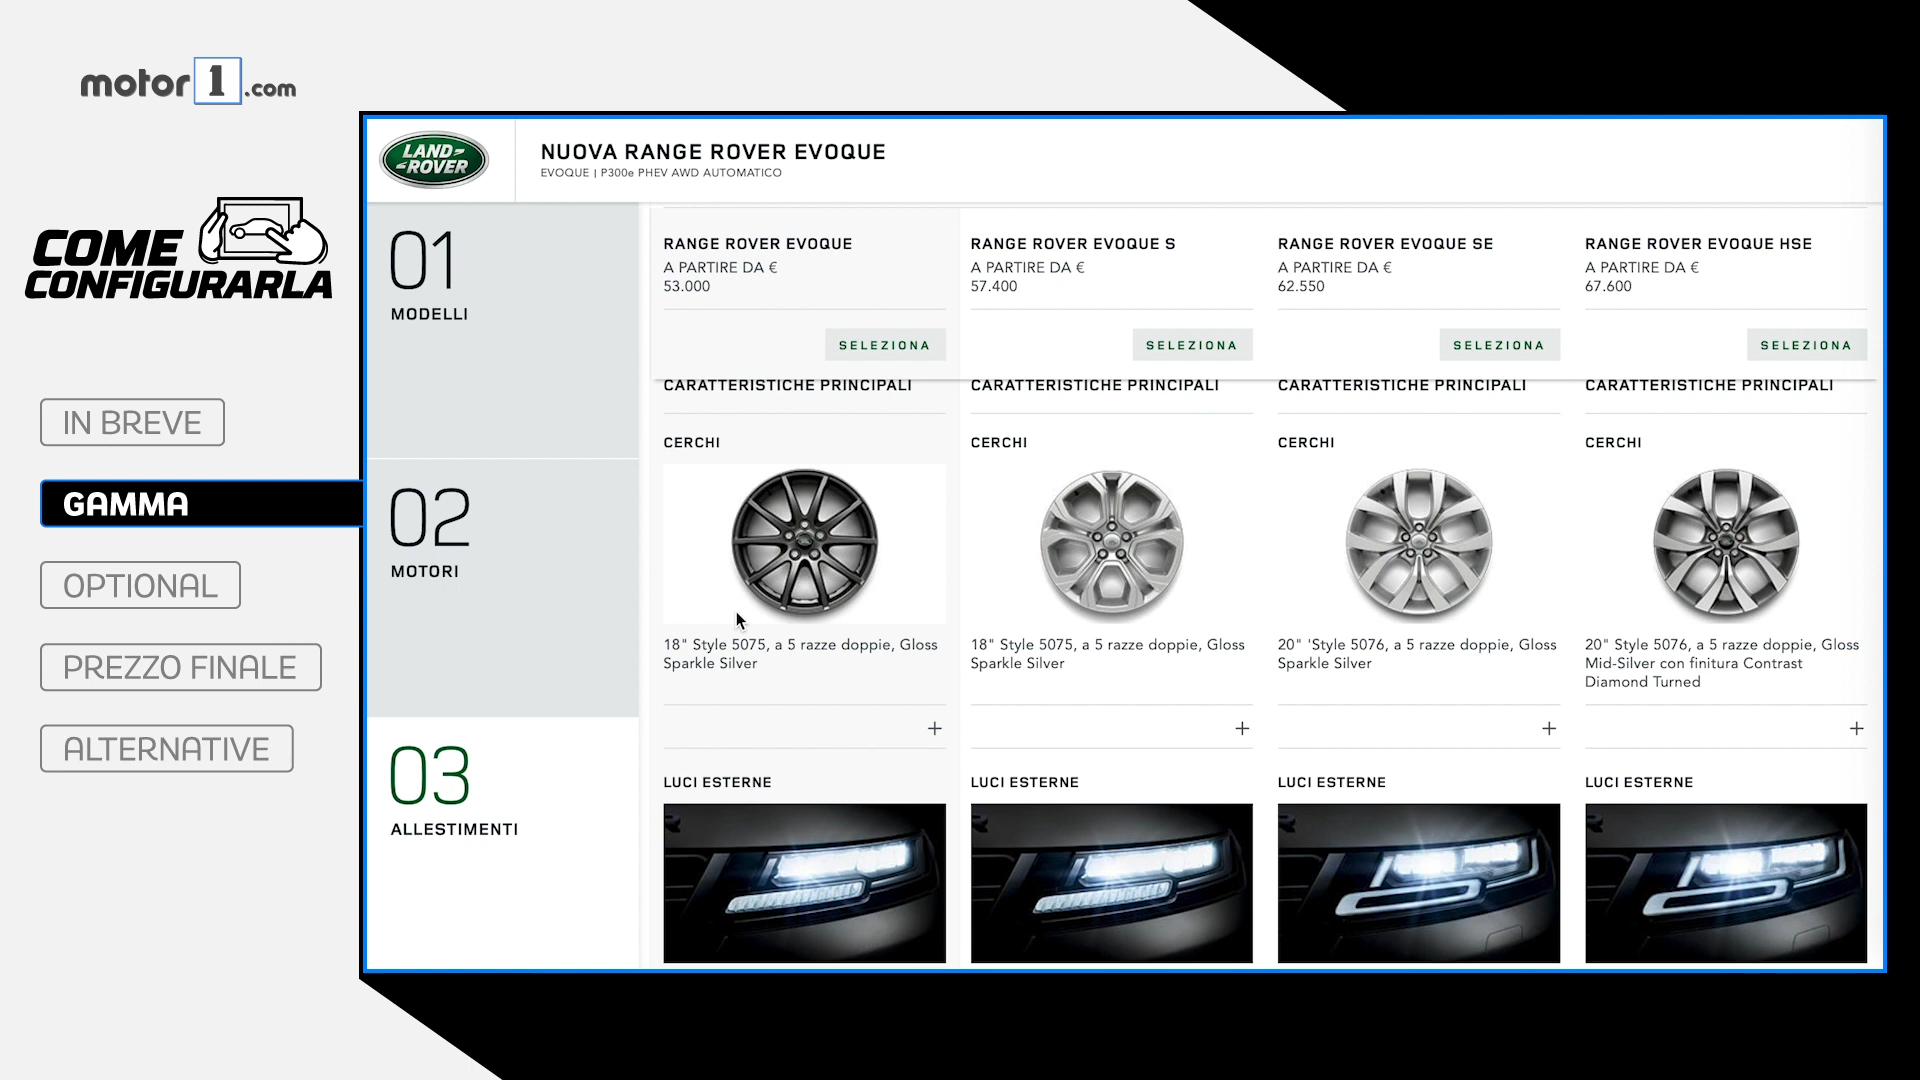 motor1.com
COME
CONFIGURARLA
IN BREVE
GAMMA
OPTIONAL
PREZZO FINALE
ALTERNATIVE
LAND-
-ROVER
NUOVA RANGE ROVER EVOQUE
EVOQUE | P300e PHEV AWD AUTOMATICO
01
MODELLI
02
MOTORI
03
ALLESTIMENTI
RANGE ROVER EVOQUE
A PARTIRE DA €
53.000
SELEZIONA
CARATTERISTICHE PRINCIPALI
CERCHI
18" Style 5075, a 5 razze doppie, Gloss
Sparkle Silver
+
LUCI ESTERNE
RANGE ROVER EVOQUE S
A PARTIRE DA €
57.400
SELEZIONA
CARATTERISTICHE PRINCIPALI
CERCHI
18" Style 5075, a 5 razze doppie, Gloss
Sparkle Silver
+
LUCI ESTERNE
RANGE ROVER EVOQUE SE
A PARTIRE DA €
62.550
SELEZIONA
CARATTERISTICHE PRINCIPALI
CERCHI
20" 'Style 5076, a 5 razze doppie, Gloss
Sparkle Silver
+
LUCI ESTERNE
RANGE ROVER EVOQUE HSE
A PARTIRE DA €
67.600
SELEZIONA
CARATTERISTICHE PRINCIPALI
CERCHI
20" Style 5076, a 5 razze doppie, Gloss
Mid-Silver con finitura Contrast
Diamond Turned
+
LUCI ESTERNE